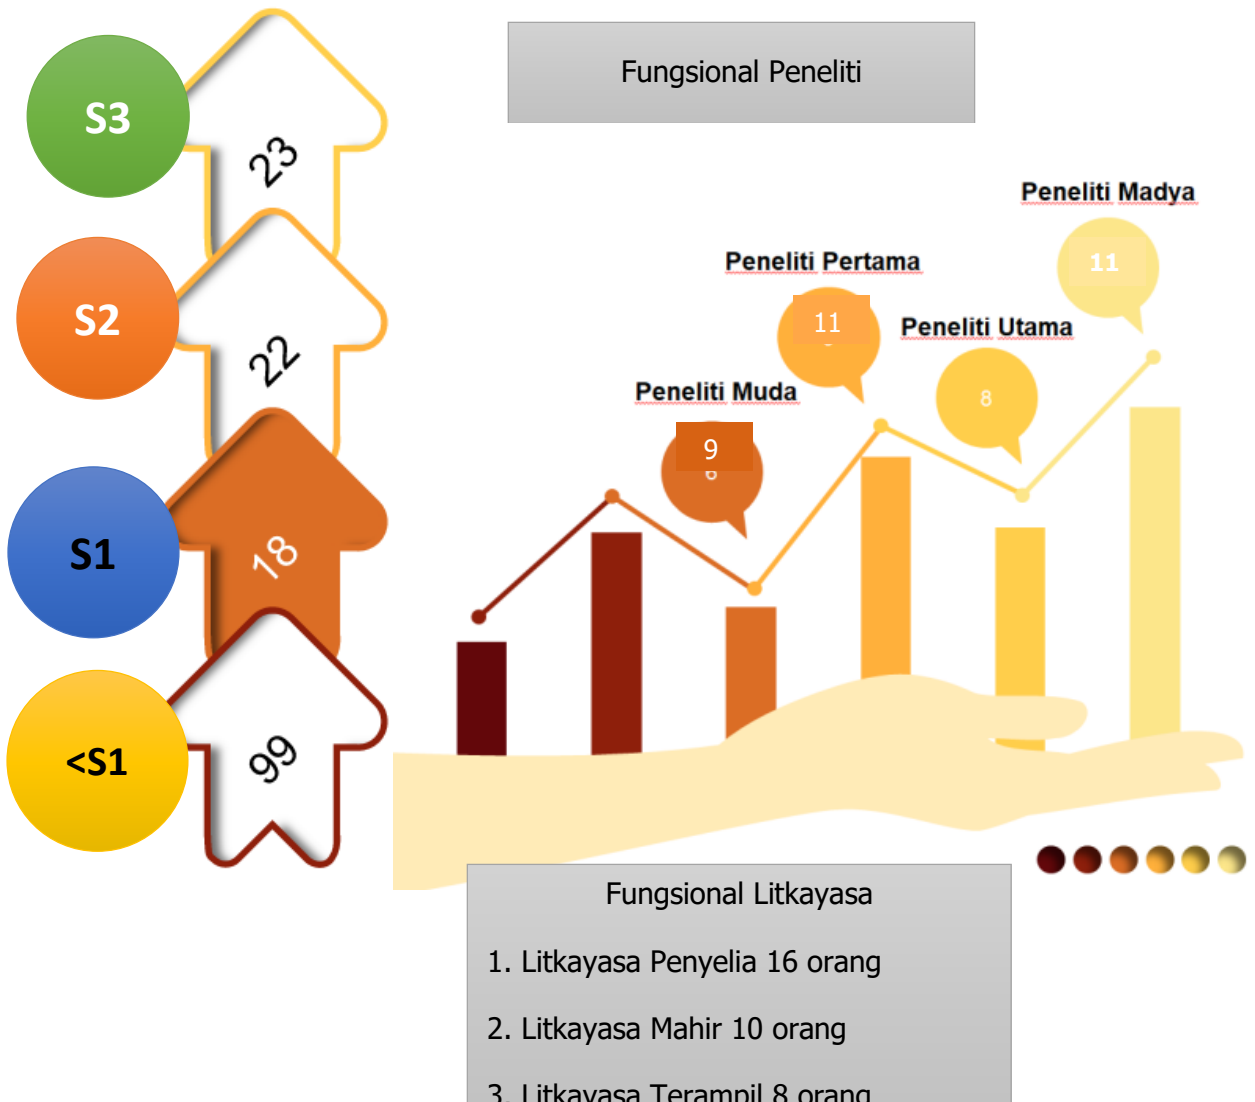 S3
23
S2
22
S1
18
<S1
99
Fungsional Peneliti
Peneliti Madya
11
Peneliti Pertama
11
Peneliti Utama
8
Peneliti Muda
9
6
Fungsional Litkayasa
1. Litkayasa Penyelia 16 orang
2. Litkayasa Mahir 10 orang
3. Litkayasa Terampil 8 orang